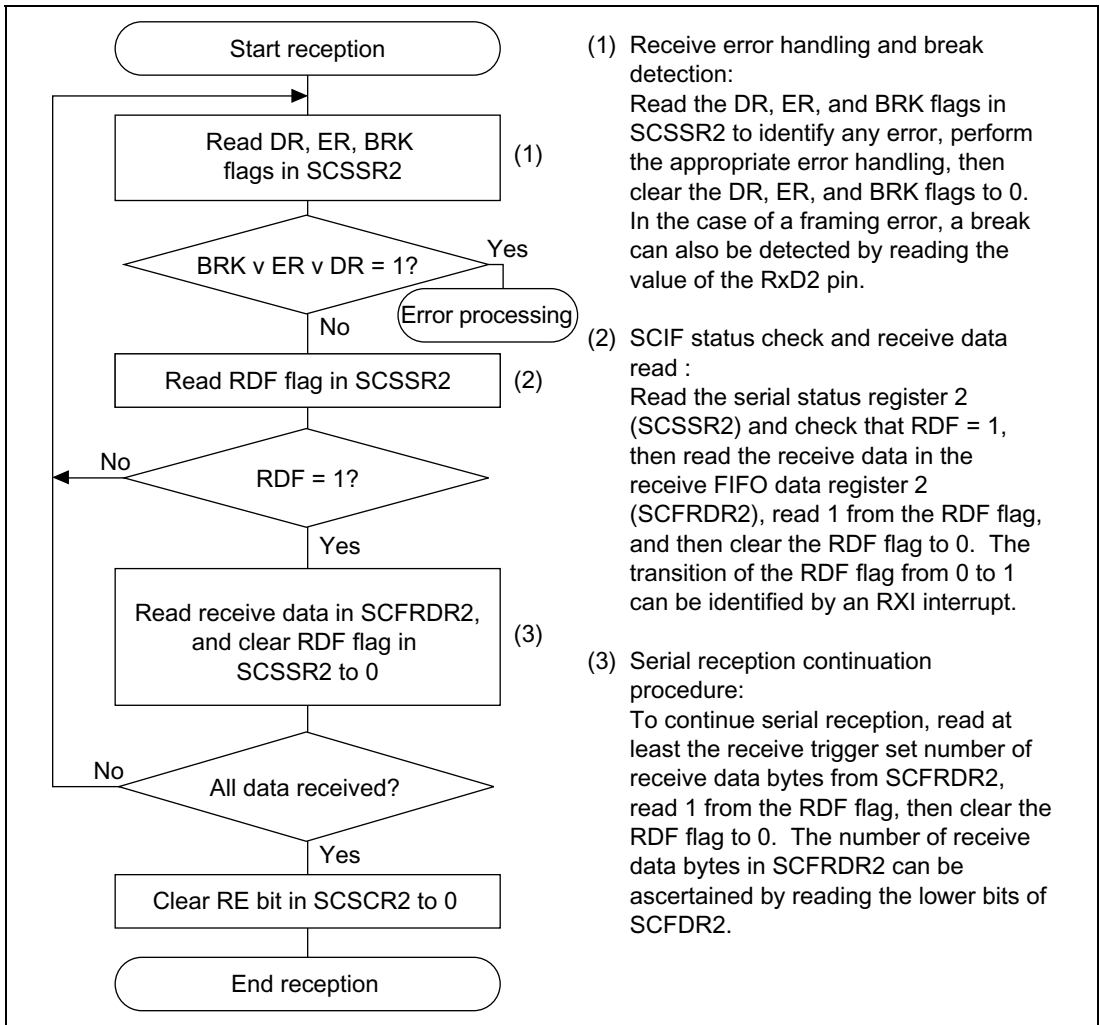 Start reception
Read DR, ER, BRK
flags in SCSSR2
(1)
BRK v ER v DR = 1?
Yes
Error processing
No
Read RDF flag in SCSSR2
(2)
RDF = 1?
No
Yes
Read receive data in SCFRDR2,
and clear RDF flag in
SCSSR2 to 0
(3)
All data received?
No
Yes
Clear RE bit in SCSCR2 to 0
End reception
(1) Receive error handling and break
detection:
Read the DR, ER, and BRK flags in
SCSSR2 to identify any error, perform
the appropriate error handling, then
clear the DR, ER, and BRK flags to 0.
In the case of a framing error, a break
can also be detected by reading the
value of the RxD2 pin.
(2) SCIF status check and receive data
read :
Read the serial status register 2
(SCSSR2) and check that RDF = 1,
then read the receive data in the
receive FIFO data register 2
(SCFRDR2), read 1 from the RDF flag,
and then clear the RDF flag to 0. The
transition of the RDF flag from 0 to 1
can be identified by an RXI interrupt.
(3) Serial reception continuation
procedure:
To continue serial reception, read at
least the receive trigger set number of
receive data bytes from SCFRDR2,
read 1 from the RDF flag, then clear the
RDF flag to 0. The number of receive
data bytes in SCFRDR2 can be
ascertained by reading the lower bits of
SCFDR2.